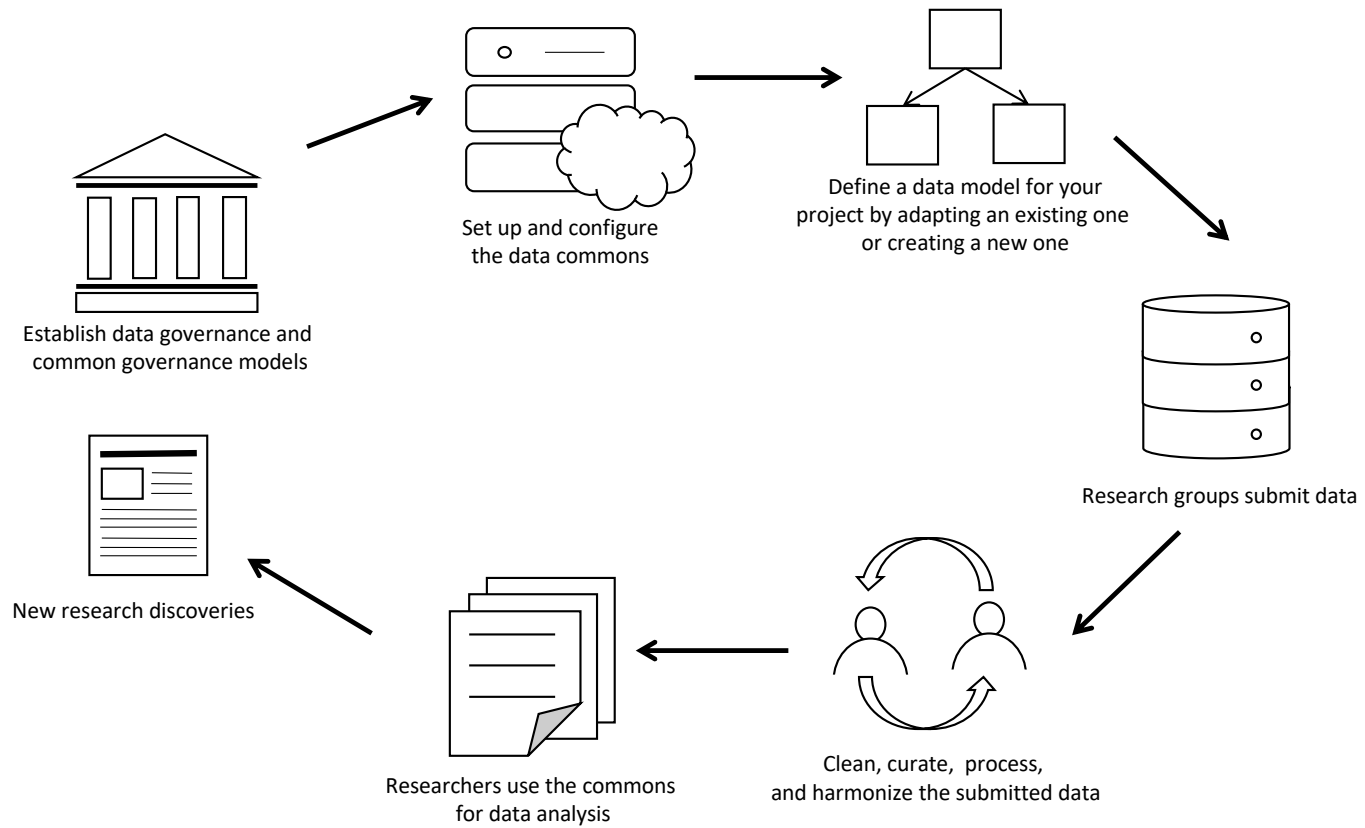 Establish data governance and
common governance models
Set up and configure
the data commons
Define a data model for your
project by adapting an existing one
or creating a new one
Research groups submit data
Clean, curate, process,
and harmonize the submitted data
Researchers use the commons
for data analysis
New research discoveries